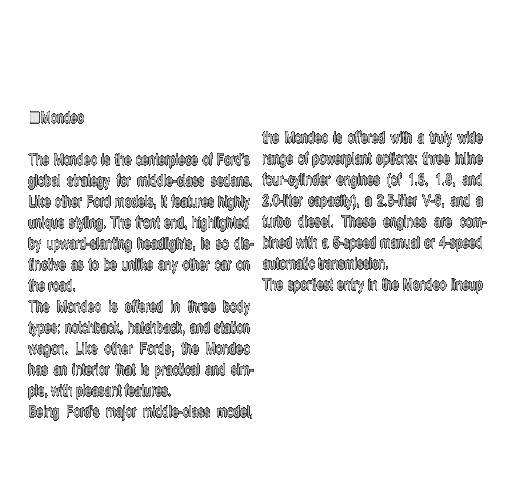 ■Mondeo
The Mondeo is the centerpiece of Ford's
global strategy for middle-class sedans.
Like other Ford models, it features highly
unique styling. The front end, highlighted
by upward-slanting headlights, is so dis-
tinctive as to be unlike any other car on
the road.
The Mondeo is offered in three body
types: notchback, hatchback, and station
wagon. Like other Fords, the Mondeo
has an interior that is practical and sim-
ple, with pleasant features.
Being Ford's major middle-class model,
the Mondeo is offered with a truly wide
range of powerplant options: three inline
four-cylinder engines (of 1.6, 1.8, and
2.0-liter capacity), a 2.5-liter V-6, and a
turbo diesel. These engines are com-
bined with a 5-speed manual or 4-speed
automatic transmission.
The sportiest entry in the Mondeo lineup